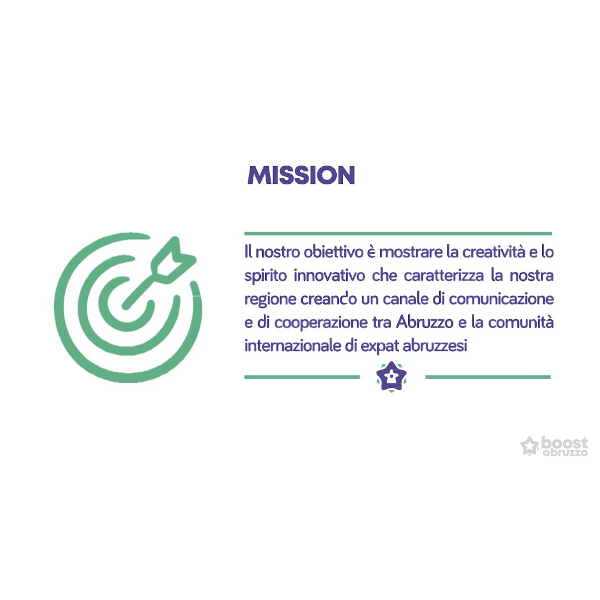 MISSION
Il nostro obiettivo è mostrare la creatività e lo
spirito innovativo che caratterizza la nostra
regione creanc'o un canale di comunicazione
e di cooperazione tra Abruzzo e la comunità
internazionale di expat abruzzesi
boost
abruzzo